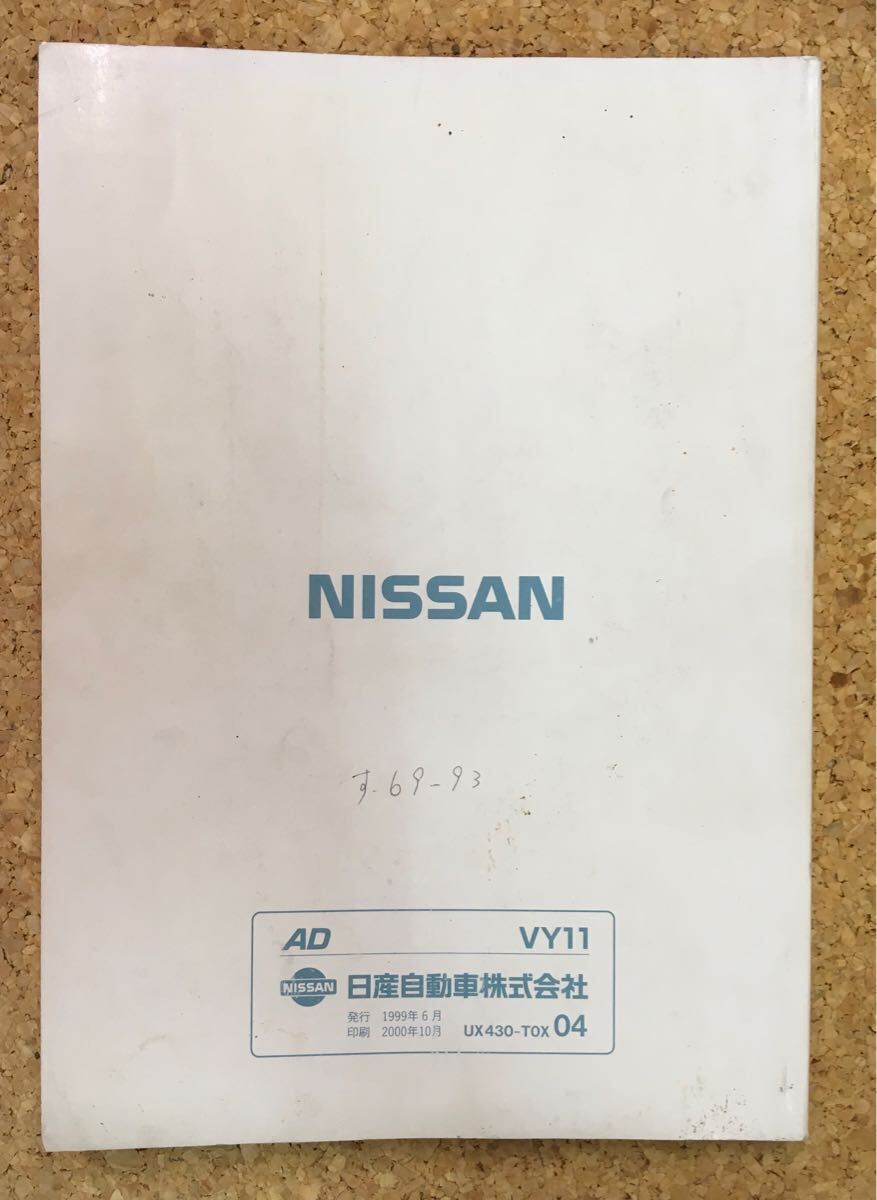 NISSAN
す-69-93
AD VY11
NISSAN 日産自動車株式会社
発行 1999年6月
印刷 2000年10月 UX430-T0X 04